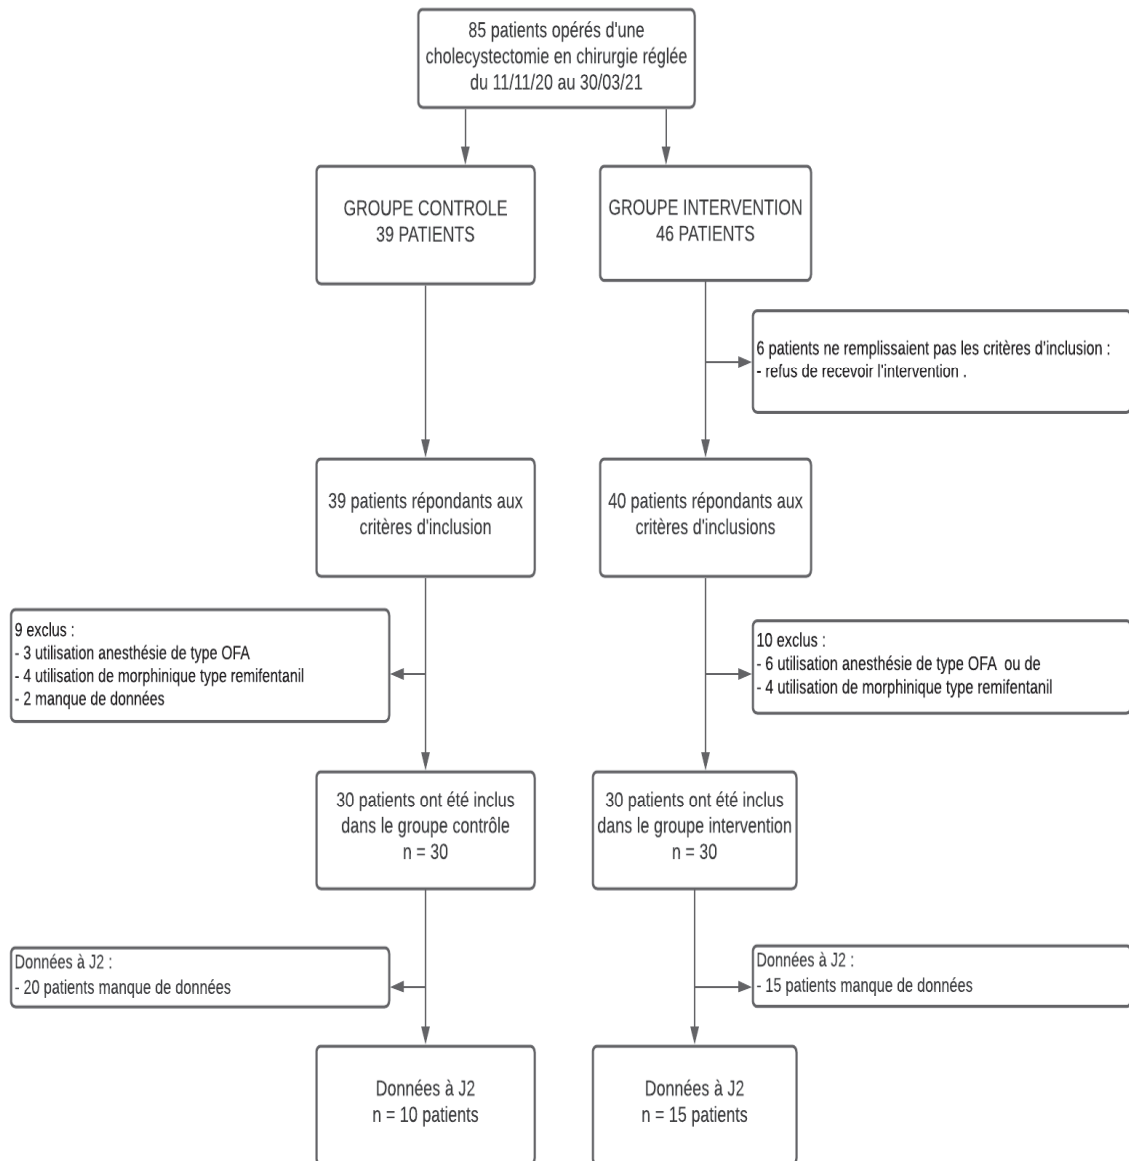 85 patients opérés d'une
cholecystectomie en chirurgie réglée
du 11/11/20 au 30/03/21
GROUPE CONTROLE
39 PATIENTS
GROUPE INTERVENTION
46 PATIENTS
6 patients ne remplissaient pas les critères d'inclusion :
- refus de recevoir l'intervention .
39 patients répondants aux
critères d'inclusion
40 patients répondants aux
critères d'inclusions
9 exclus :
- 3 utilisation anesthésie de type OFA
- 4 utilisation de morphinique type remifentanil
- 2 manque de données
10 exclus :
- 6 utilisation anesthésie de type OFA ou de
- 4 utilisation de morphinique type remifentanil
30 patients ont été inclus
dans le groupe contrôle
n = 30
30 patients ont été inclus
dans le groupe intervention
n = 30
Données à J2 :
- 20 patients manque de données
Données à J2 :
- 15 patients manque de données
Données à J2
n = 10 patients
Données à J2
n = 15 patients